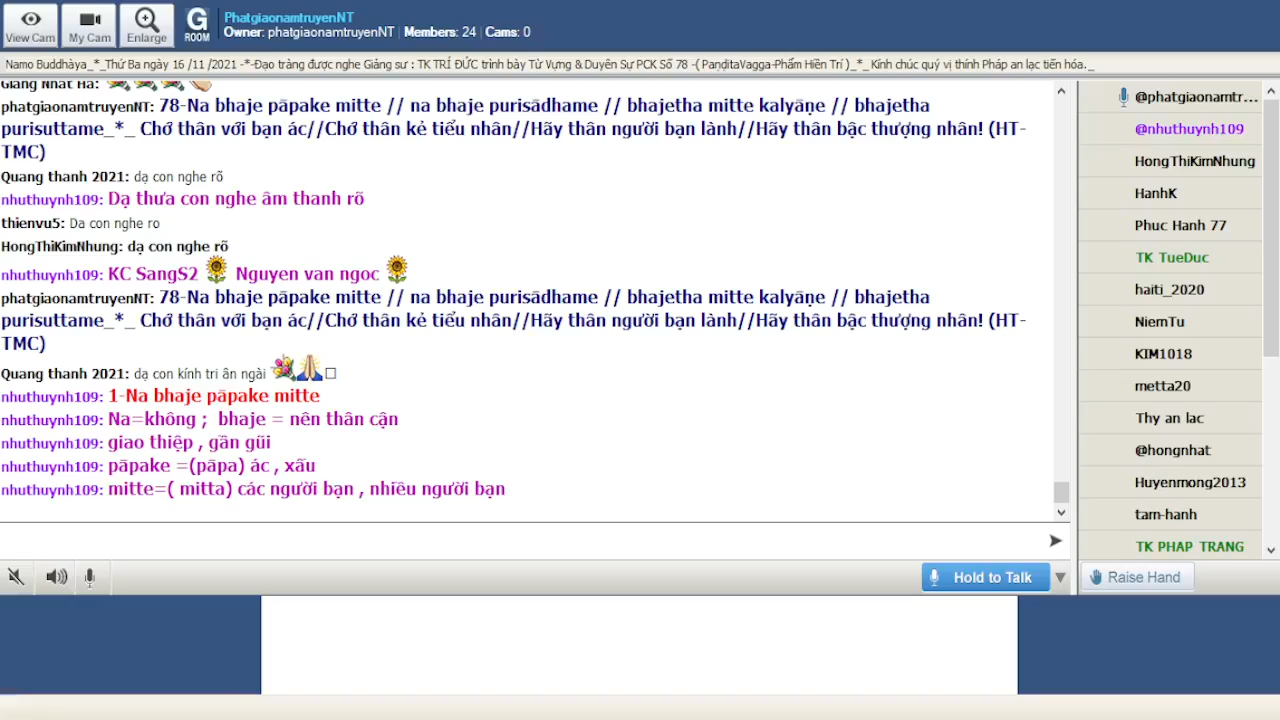 View Cam
My Cam
Enlarge
G
ROOM
PhatgiaonamtruyenNT
Owner: phatgiaonamtruyenNT | Members: 24 | Cams: 0
Namo Buddhàya_*_Thứ Ba ngày 16 /11 /2021 -*-Đạo tràng được nghe Giảng sư : TK TRÍ ĐỨC trình bày Từ Vựng & Duyên Sự PCK Số 78 -( PaṇḍitaVagga-Phẩm Hiền Trí )_*_ Kính chúc quý vị thính Pháp an lạc tiến hóa._
Giang Nhat Ha:
phatgiaonamtruyenNT: 78-Na bhaje pāpake mitte // na bhaje purisādhame // bhajetha mitte kalyāṇe // bhajetha
purisuttame_*_ Chớ thân với bạn ác//Chớ thân kẻ tiểu nhân//Hãy thân người bạn lành//Hãy thân bậc thượng nhân! (HT-
TMC)
Quang thanh 2021: dạ con nghe rõ
nhuthuynh109: Dạ thưa con nghe âm thanh rõ
thienvu5: Da con nghe ro
HongThiKimNhung: dạ con nghe rõ
nhuthuynh109: KC SangS2 Nguyen van ngoc
phatgiaonamtruyenNT: 78-Na bhaje pāpake mitte // na bhaje purisādhame // bhajetha mitte kalyāṇe // bhajetha
purisuttame_*_ Chớ thân với bạn ác//Chớ thân kẻ tiểu nhân//Hãy thân người bạn lành//Hãy thân bậc thượng nhân! (HT-
TMC)
Quang thanh 2021: dạ con kính tri ân ngài
nhuthuynh109: 1-Na bhaje pāpake mitte
nhuthuynh109: Na=không ; bhaje = nên thân cận
nhuthuynh109: giao thiệp , gần gũi
nhuthuynh109: pāpake =(pāpa) ác , xấu
nhuthuynh109: mitte=( mitta) các người bạn , nhiều người bạn
@phatgiaonamtr...
@nhuthuynh109
HongThiKimNhung
HanhK
Phuc Hanh 77
TK TueDuc
haiti_2020
NiemTu
KIM1018
metta20
Thy an lac
@hongnhat
Huyenmong2013
tam-hanh
TK PHAP TRANG
Hold to Talk
Raise Hand